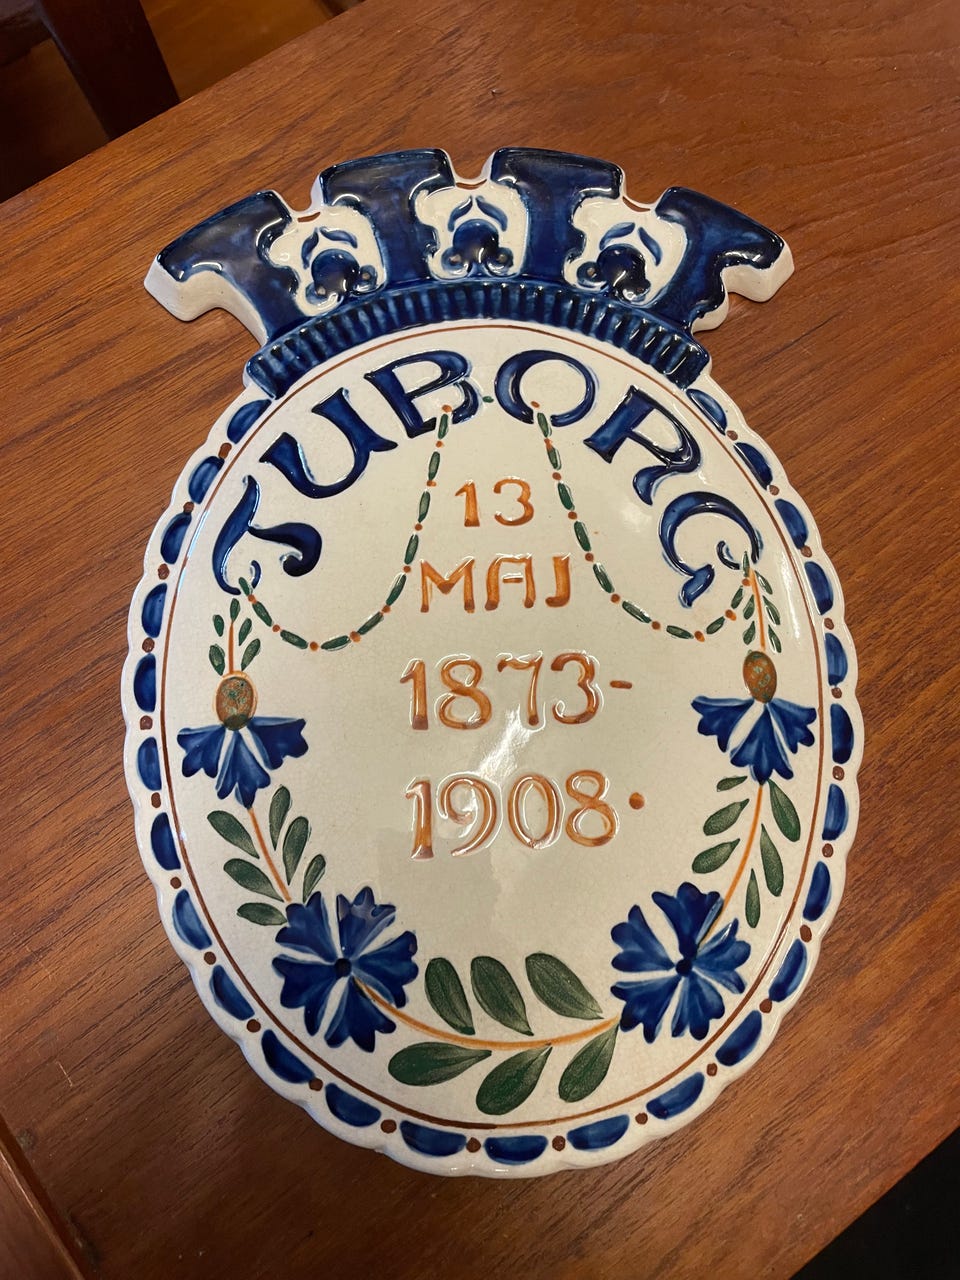 TUBORG
13
MAJ
1873-
1908.